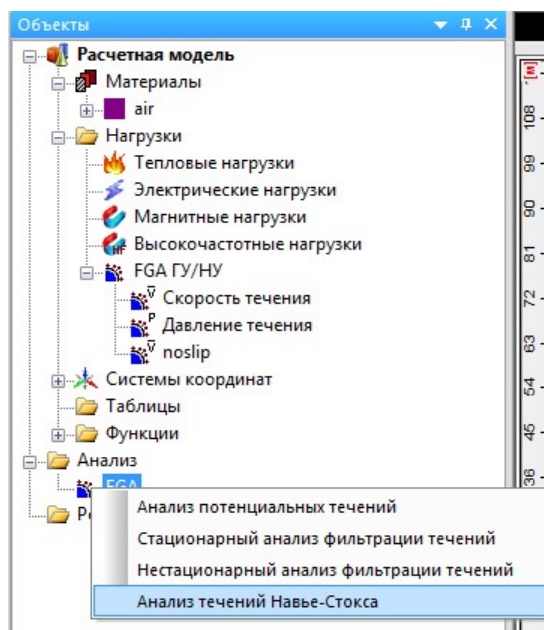 Объекты
Расчетная модель
Материалы
air
Нагрузки
Тепловые нагрузки
Электрические нагрузки
Магнитные нагрузки
Высокочастотные нагрузки
FGA ГУ/НУ
Скорость течения
Давление течения
noslip
Системы координат
Таблицы
Функции
Анализ
FGA
Анализ потенциальных течений
Стационарный анализ фильтрации течений
Нестационарный анализ фильтрации течений
Анализ течений Навье-Стокса
[м]
108
99
90
81
72
63
54
45
36